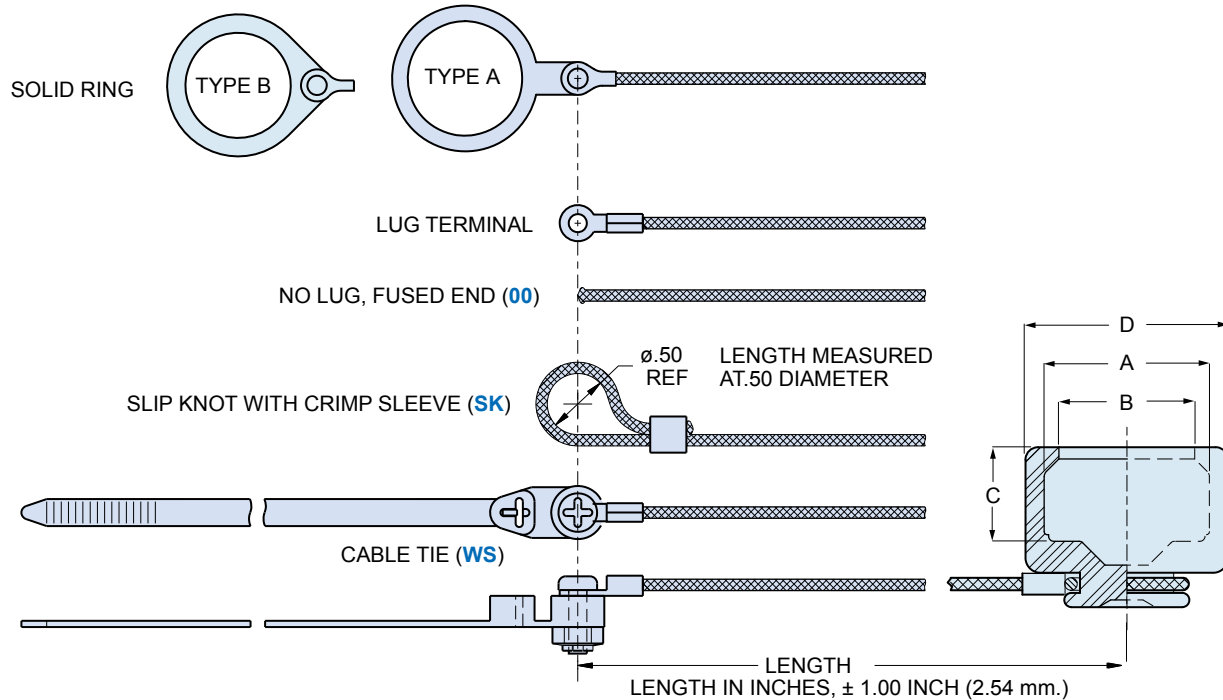 SOLID RING
TYPE B
TYPE A
LUG TERMINAL
NO LUG, FUSED END (00)
ø.50
REF
LENGTH MEASURED
AT.50 DIAMETER
SLIP KNOT WITH CRIMP SLEEVE (SK)
D
A
B
C
CABLE TIE (WS)
LENGTH
LENGTH IN INCHES, ± 1.00 INCH (2.54 mm.)